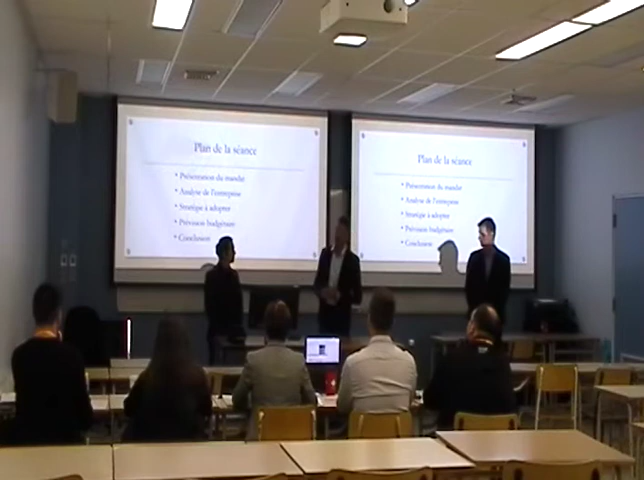 Plan de la séance
• Présentation du mandat
• Analyse de l'entreprise
• Stratégie à adopter
• Prévision budgétaire
• Conclusion
Plan de la séance
• Présentation du mandat
• Analyse de l'entreprise
• Stratégie à adopter
• Prévision budgétaire
• Conclusion